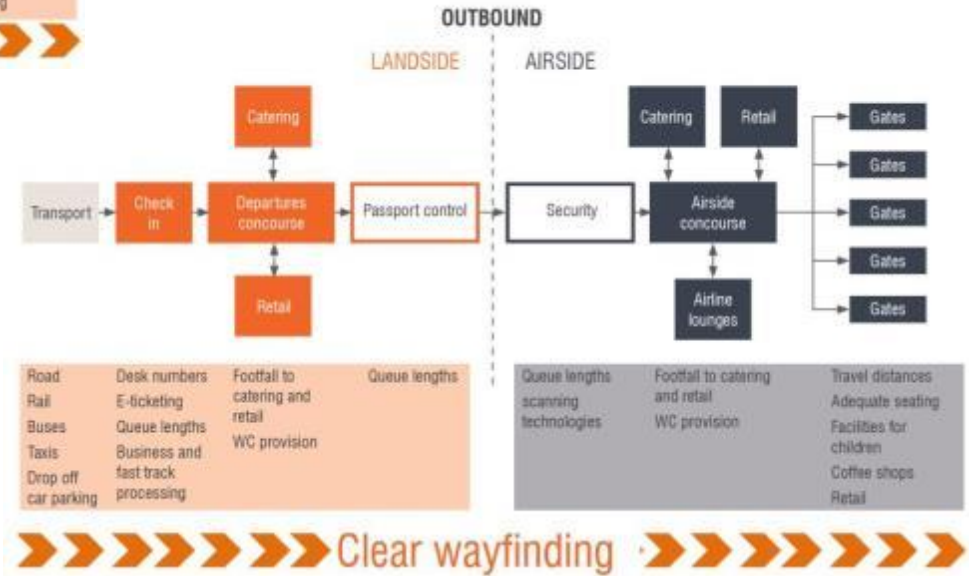 g
OUTBOUND
LANDSIDE
AIRSIDE
Catering
Catering
Retail
Gates
Gates
Transport
Check
in
Departures
concourse
Passport control
Security
Airside
concourse
Gates
Gates
Retail
Airline
lounges
Gates
Road
Rail
Buses
Taxis
Drop off
car parking
Desk numbers
E-ticketing
Queue lengths
Business and
fast track
processing
Footfall to
catering and
retail
WC provision
Queue lengths
Queue lengths
scanning
technologies
Footfall to catering
and retail
WC provision
Travel distances
Adequate seating
Facilities for
children
Coffee shops
Retail
Clear wayfinding